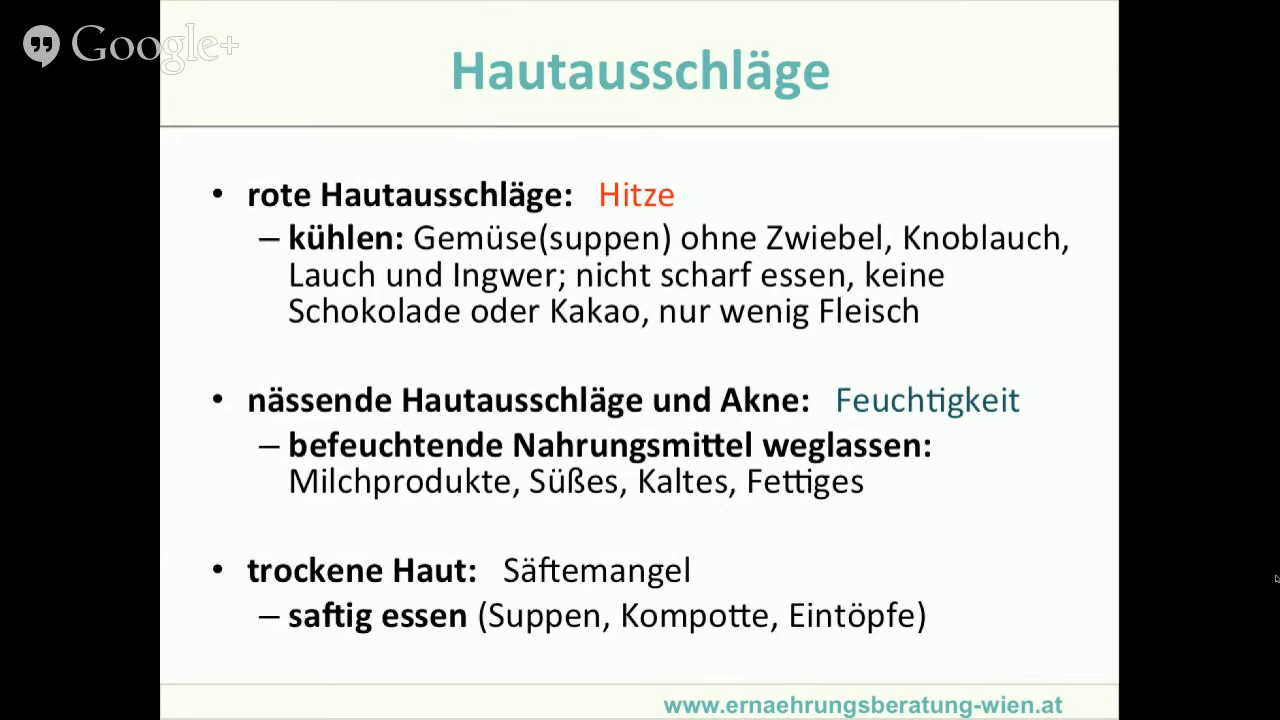 Google+
Hautausschläge
• rote Hautausschläge: Hitze
– kühlen: Gemüse(suppen) ohne Zwiebel, Knoblauch,
Lauch und Ingwer; nicht scharf essen, keine
Schokolade oder Kakao, nur wenig Fleisch
• nässende Hautausschläge und Akne: Feuchtigkeit
– befeuchtende Nahrungsmittel weglassen:
Milchprodukte, Süßes, Kaltes, Fettiges
• trockene Haut: Säftemangel
– saftig essen (Suppen, Kompotte, Eintöpfe)
www.ernaehrungsberatung-wien.at